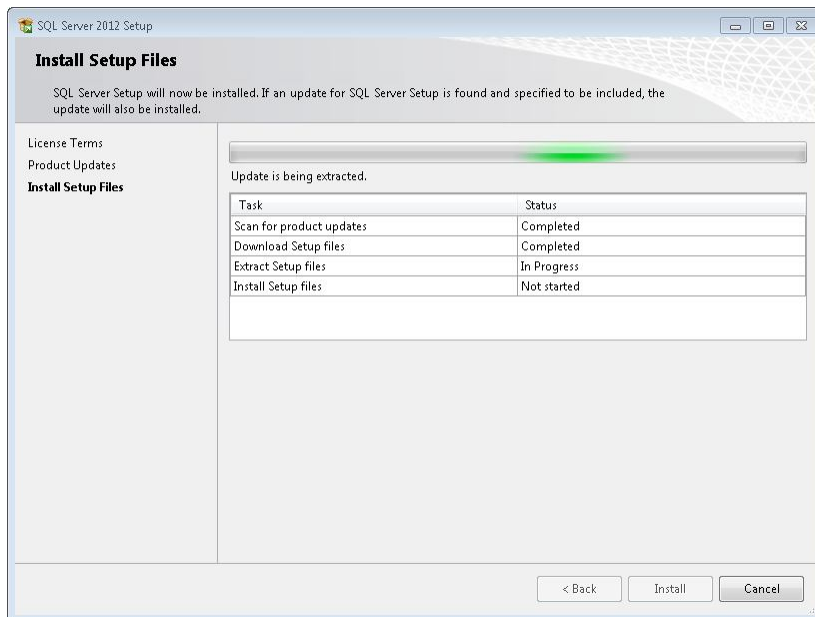 SQL Server 2012 Setup
Install Setup Files
SQL Server Setup will now be installed. If an update for SQL Server Setup is found and specified to be included, the
update will also be installed.
License Terms
Product Updates
Install Setup Files
Update is being extracted.
Task Status
Scan for product updates Completed
Download Setup files Completed
Extract Setup files In Progress
Install Setup files Not started
< Back Install Cancel